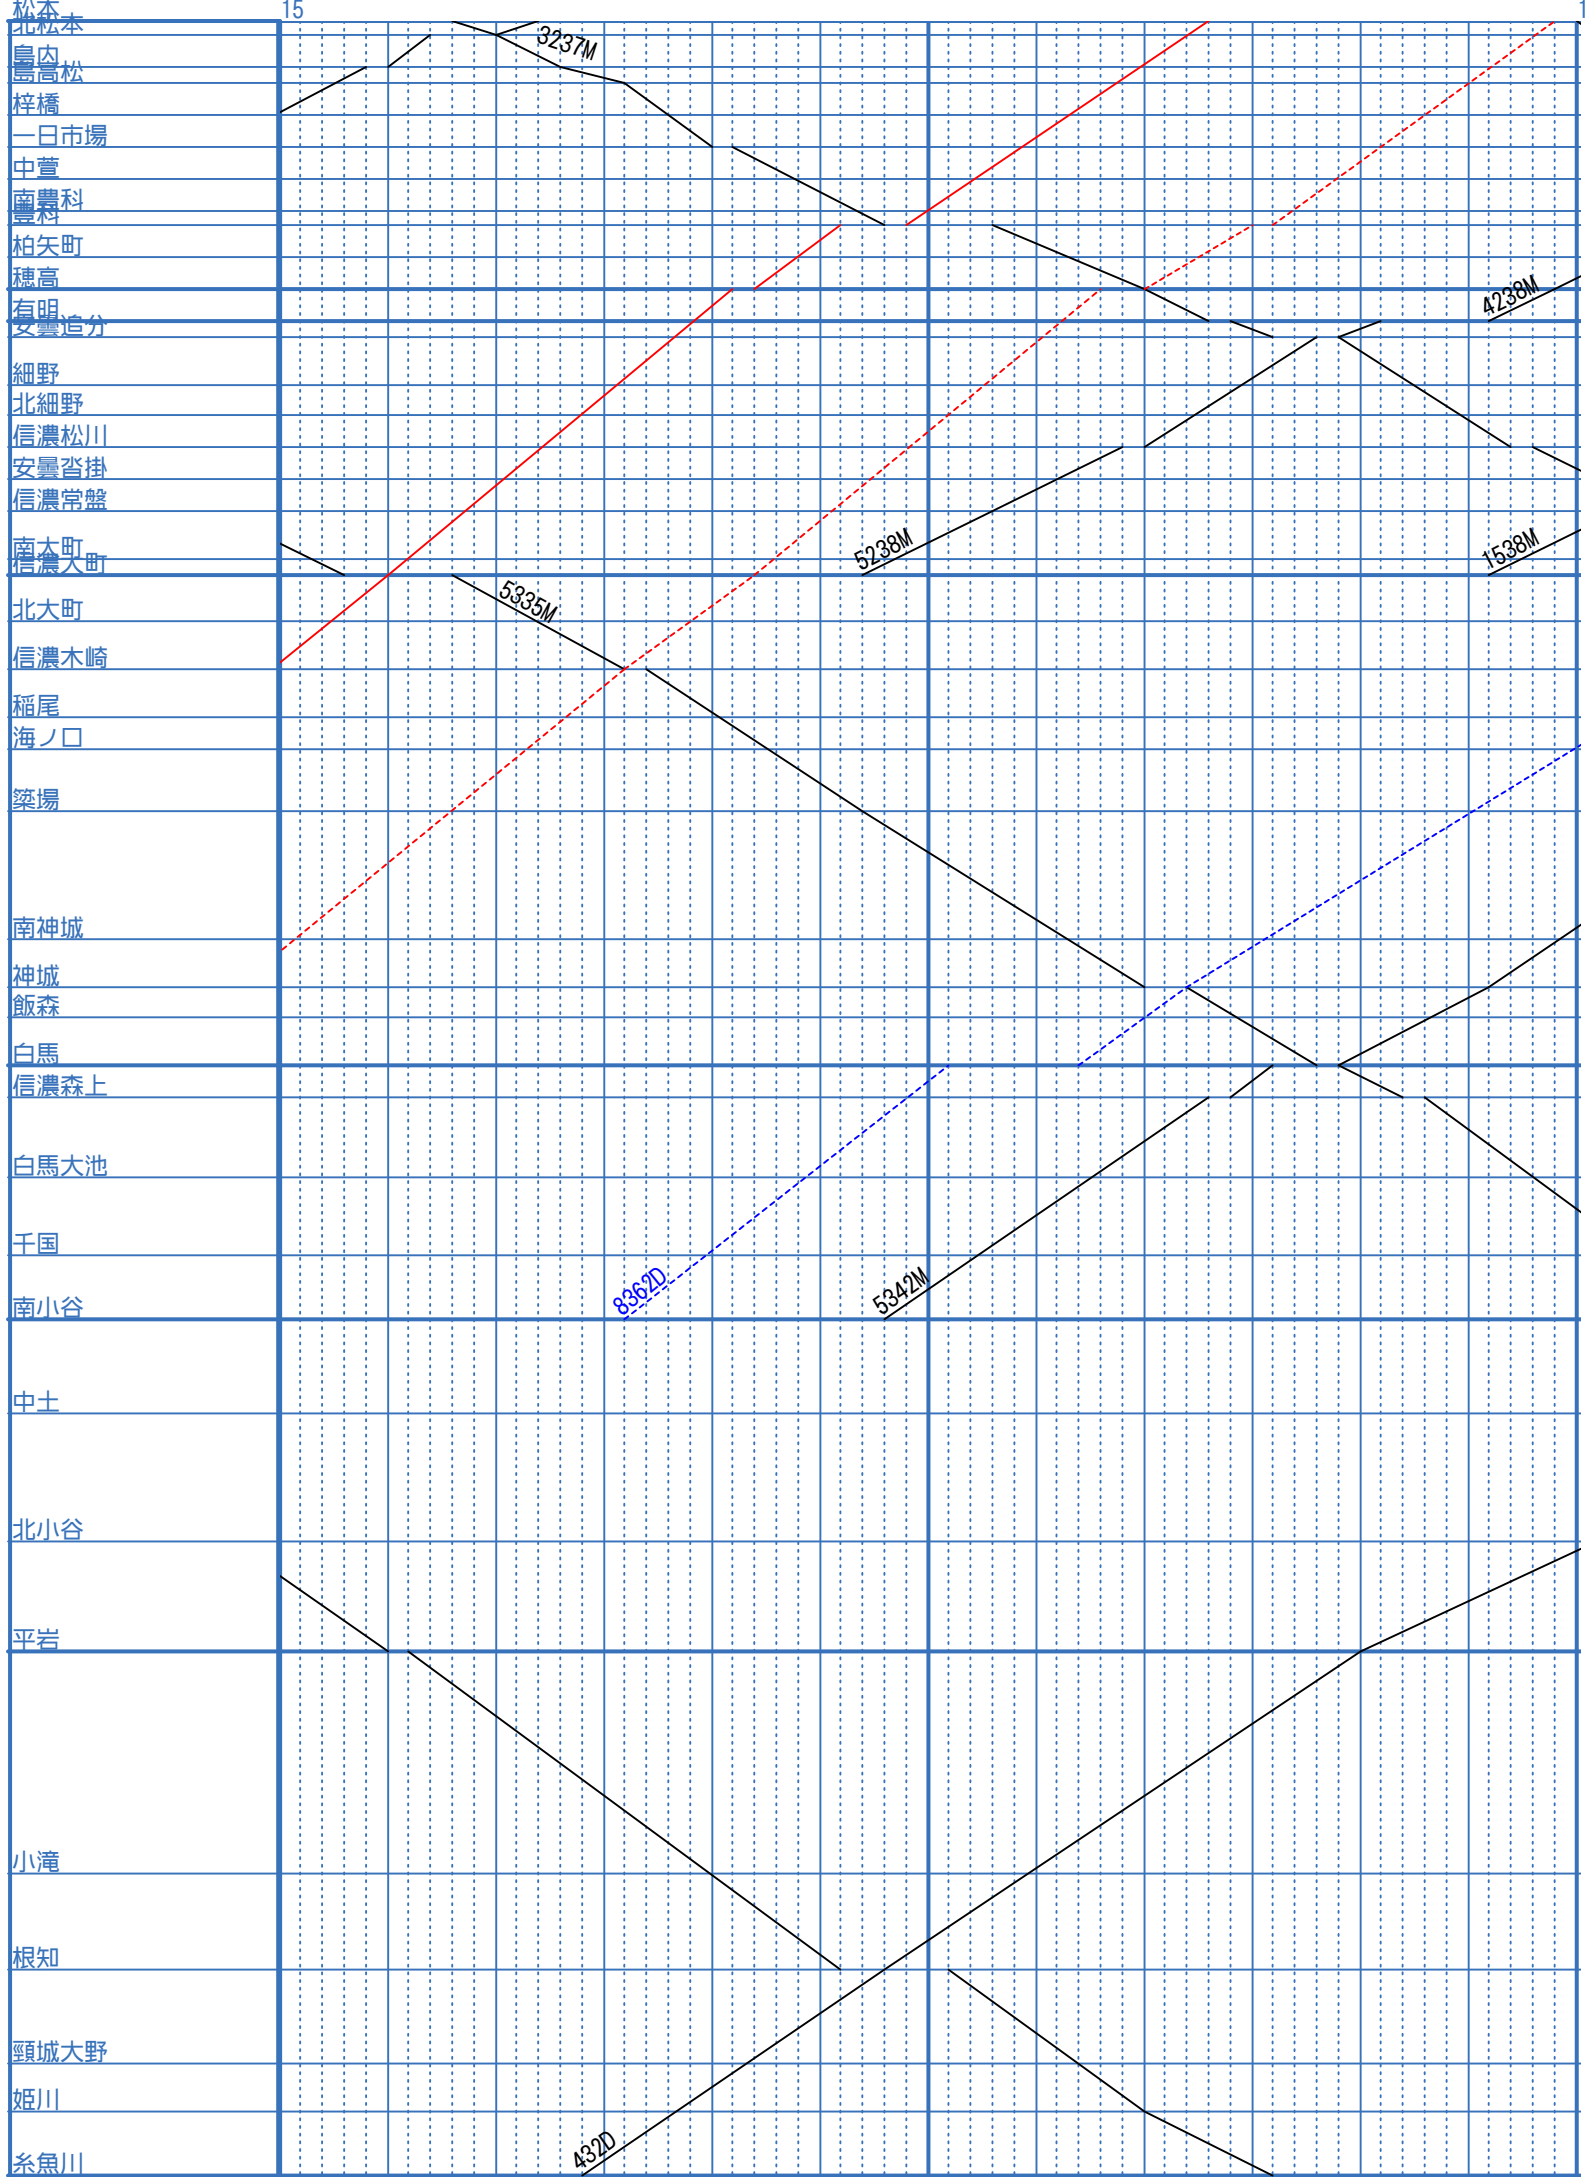 松本
15
1
北松本
3237M
島内
島高松
梓橋
一日市場
中萱
南豊科
豊科
柏矢町
穂高
4238M
有明
安曇追分
細野
北細野
信濃松川
安曇沓掛
信濃常盤
南大町
5238M
1538M
信濃大町
5335M
北大町
信濃木崎
稲尾
海ノ口
簗場
南神城
神城
飯森
白馬
信濃森上
白馬大池
千国
8362D
5342M
南小谷
中土
北小谷
平岩
小滝
根知
頸城大野
姫川
432D
糸魚川